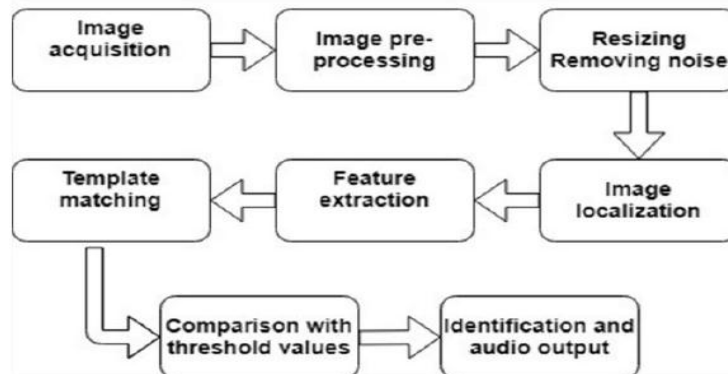 Image
acquisition
Image pre-
processing
Resizing
Removing noise
Image
localization
Feature
extraction
Template
matching
Comparison with
threshold values
Identification and
audio output